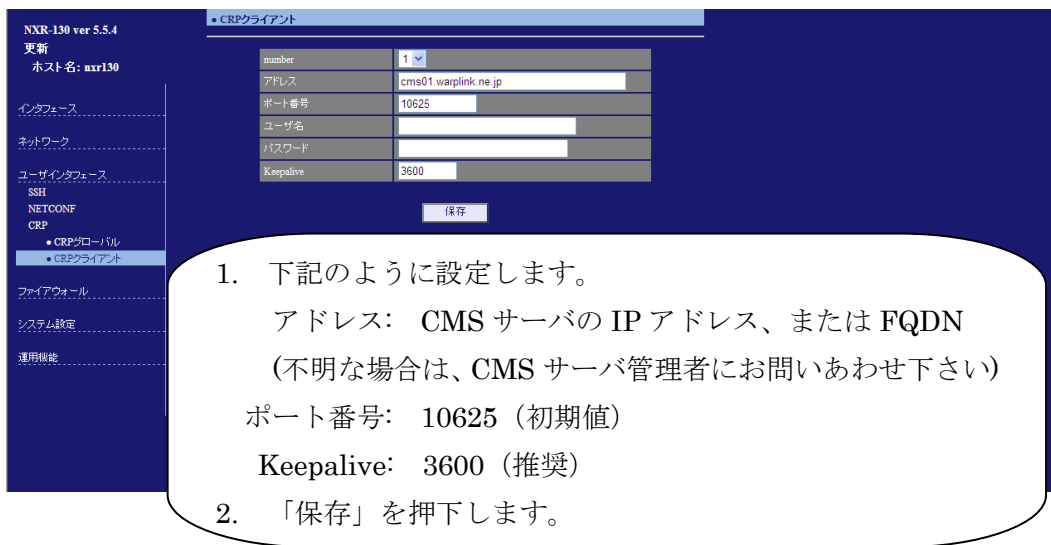 NXR-130 ver 5.5.4
更新
ホスト名: nxr130
インタフェース
ネットワーク
ユーザインタフェース
SSH
NETCONF
CRP
●CRPグローバル
●CRPクライアント
ファイアウォール
システム設定
運用機能
●CRPクライアント
number 1
アドレス cms01.warplink.ne.jp
ポート番号 10625
ユーザ名
パスワード
Keepalive 3600
保存
1. 下記のように設定します。
アドレス: CMS サーバの IP アドレス、または FQDN
(不明な場合は、CMS サーバ管理者にお問いあわせ下さい)
ポート番号: 10625（初期値）
Keepalive: 3600（推奨）
2. 「保存」を押下します。